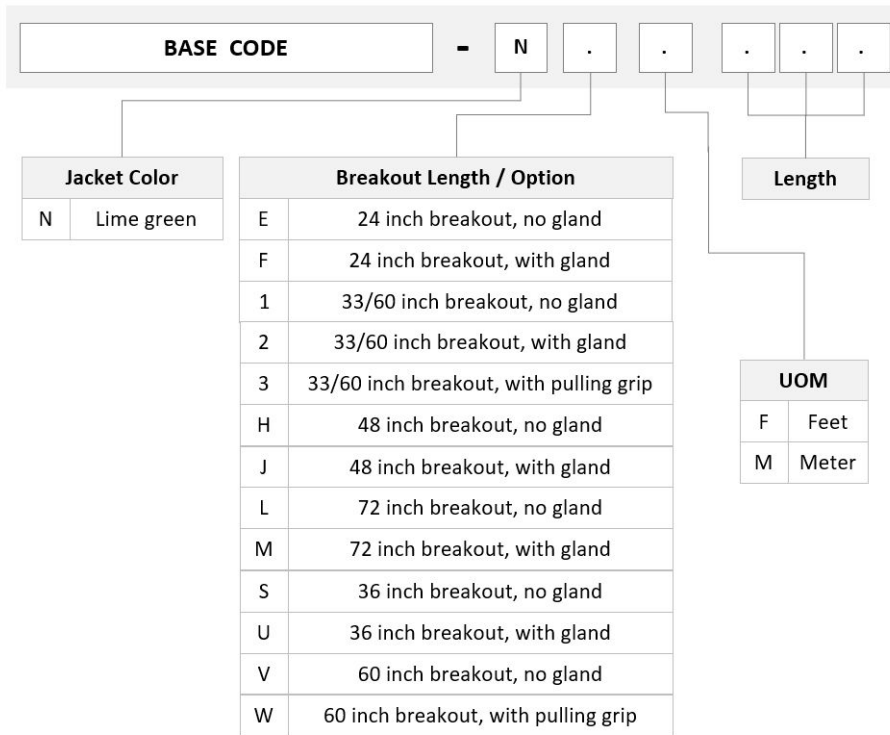 BASE CODE - N . . . . .
Jacket Color
N Lime green
Breakout Length / Option
E 24 inch breakout, no gland
F 24 inch breakout, with gland
1 33/60 inch breakout, no gland
2 33/60 inch breakout, with gland
3 33/60 inch breakout, with pulling grip
H 48 inch breakout, no gland
J 48 inch breakout, with gland
L 72 inch breakout, no gland
M 72 inch breakout, with gland
S 36 inch breakout, no gland
U 36 inch breakout, with gland
V 60 inch breakout, no gland
W 60 inch breakout, with pulling grip
Length
UOM
F Feet
M Meter